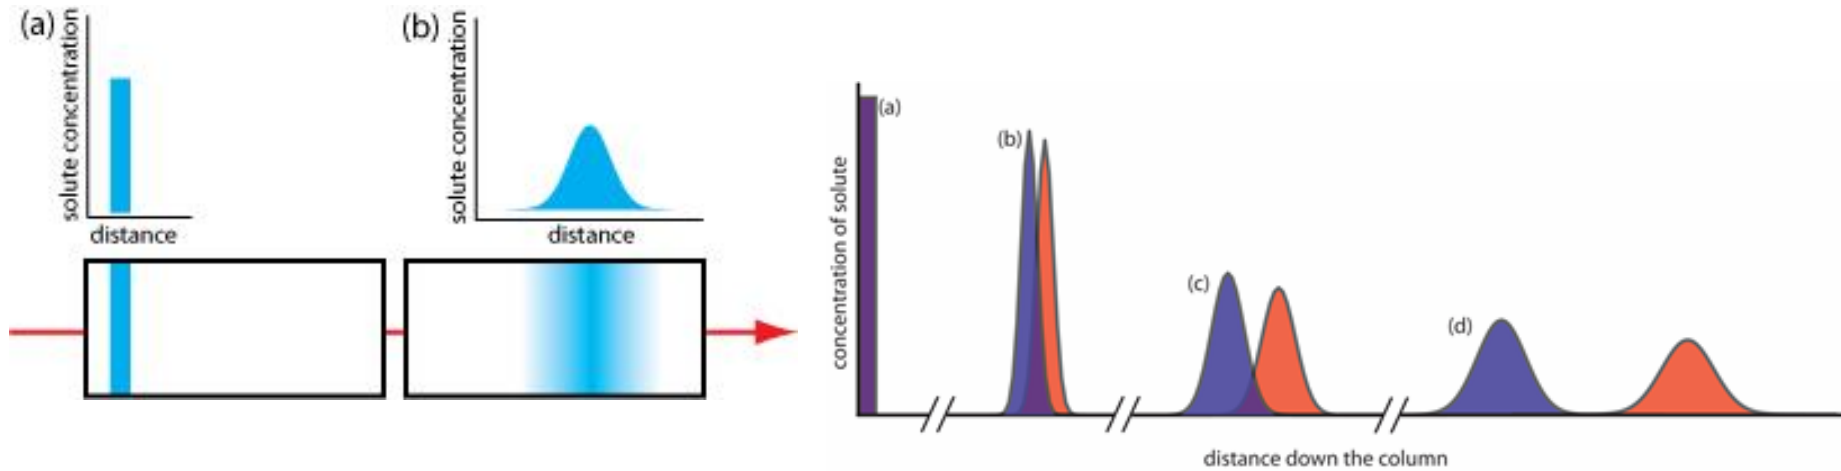 (a)
solute concentration
distance
(b)
solute concentration
distance
concentration of solute
(a)
(b)
(c)
(d)
distance down the column